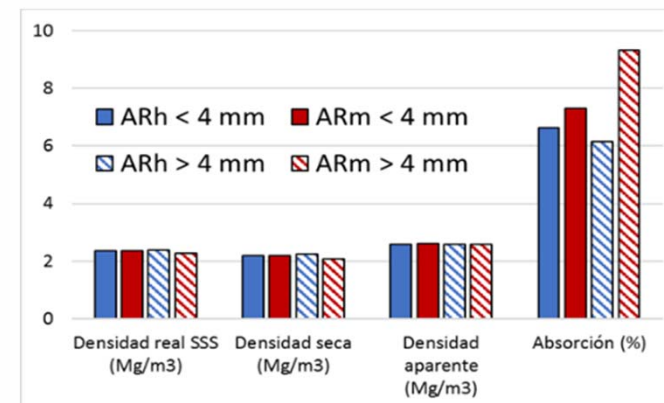 10
8
6
4
2
0
ARh < 4 mm ARm < 4 mm
ARh > 4 mm ARm > 4 mm
Densidad real SSS
(Mg/m3)
Densidad seca
(Mg/m3)
Densidad
aparente
(Mg/m3)
Absorción (%)